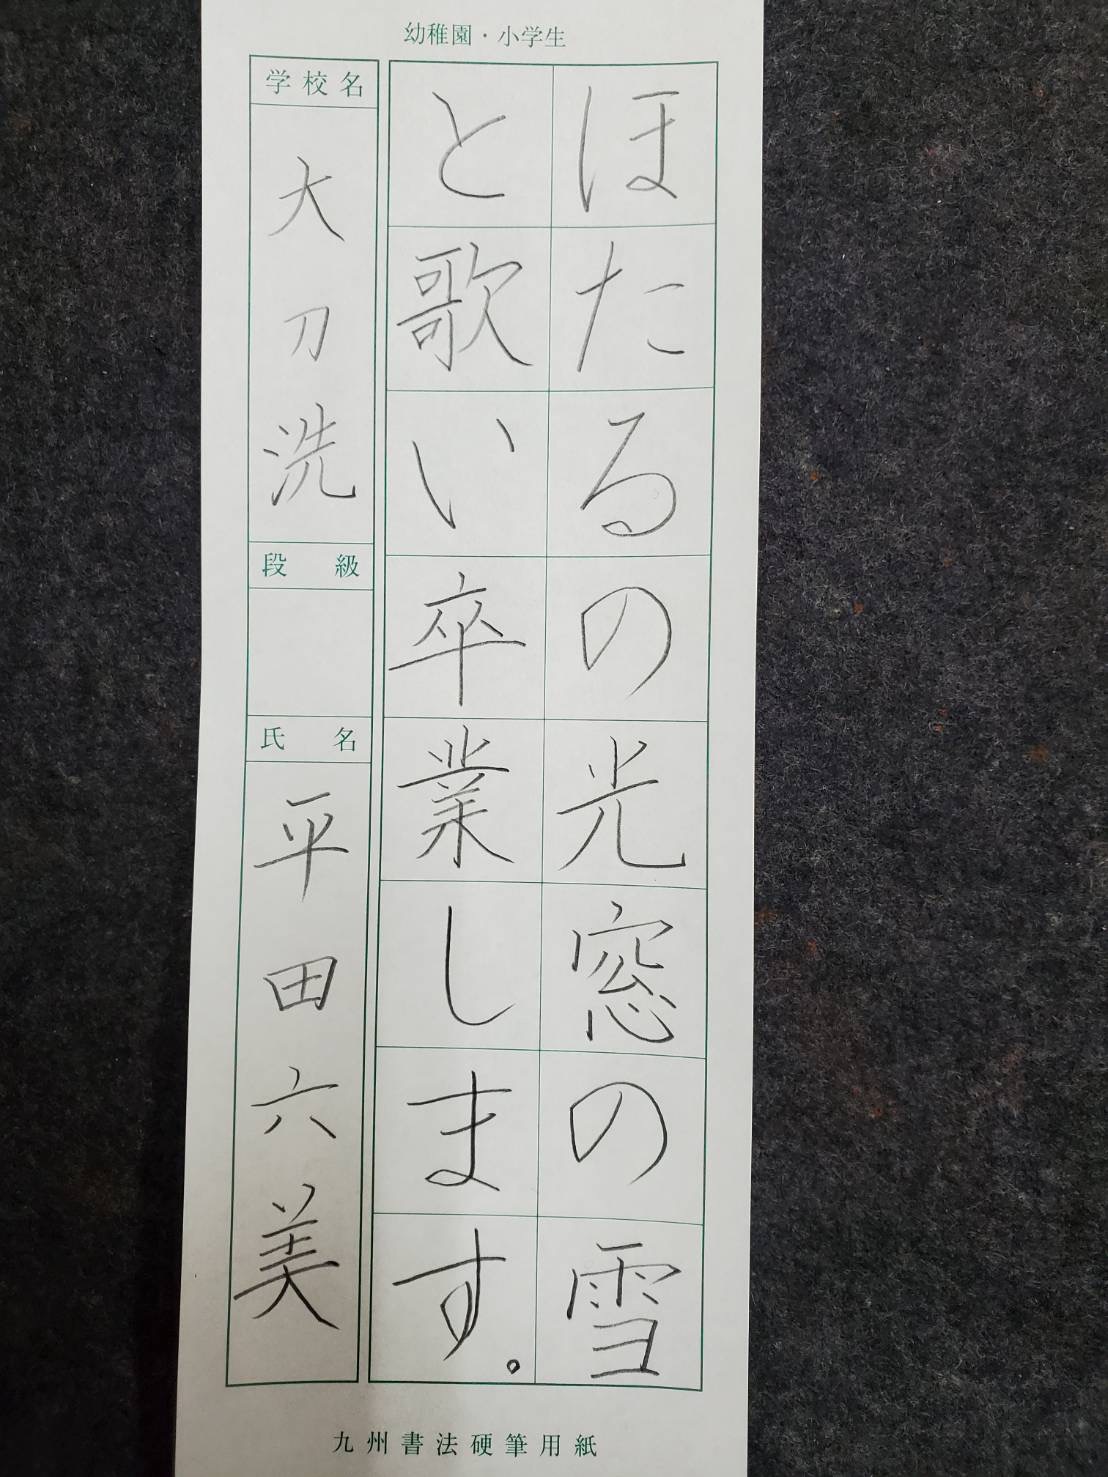 幼稚園・小学生
ほたるの光窓の雪
と歌い卒業します。
学校名
大刀洗
段級
氏名
平田六美
九州書法硬筆用紙